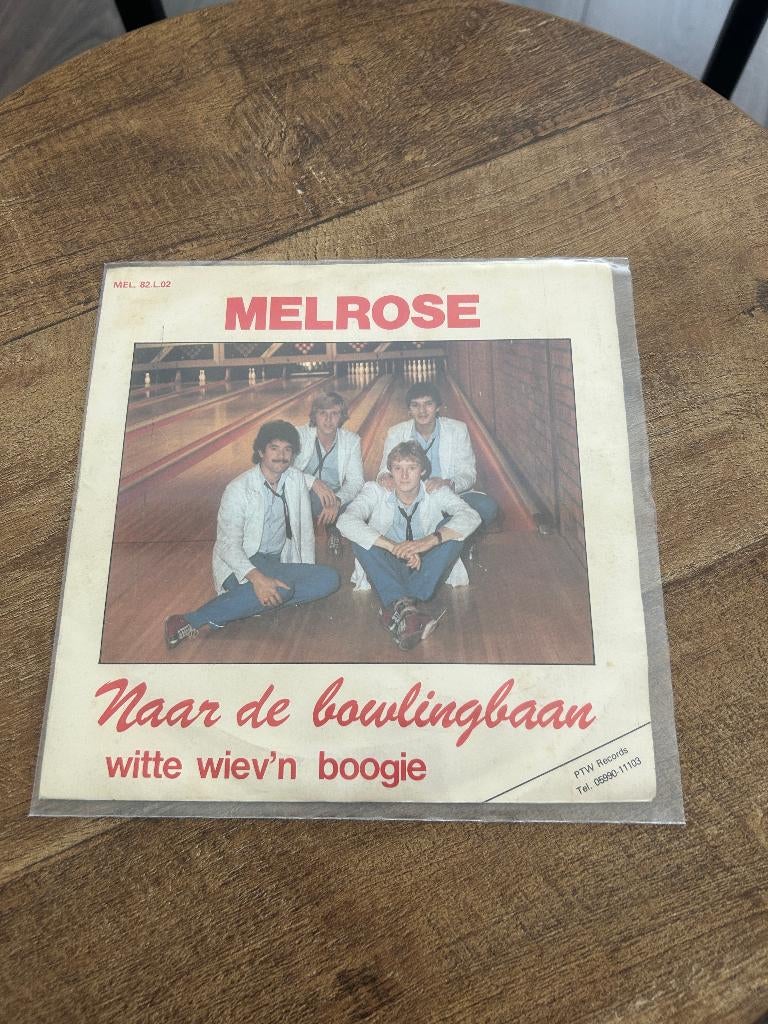 MEL. 82.L.02
MELROSE
Naar de bowlingbaan
witte wiev'n boogie
PTW Records
Tel. 05990-11103